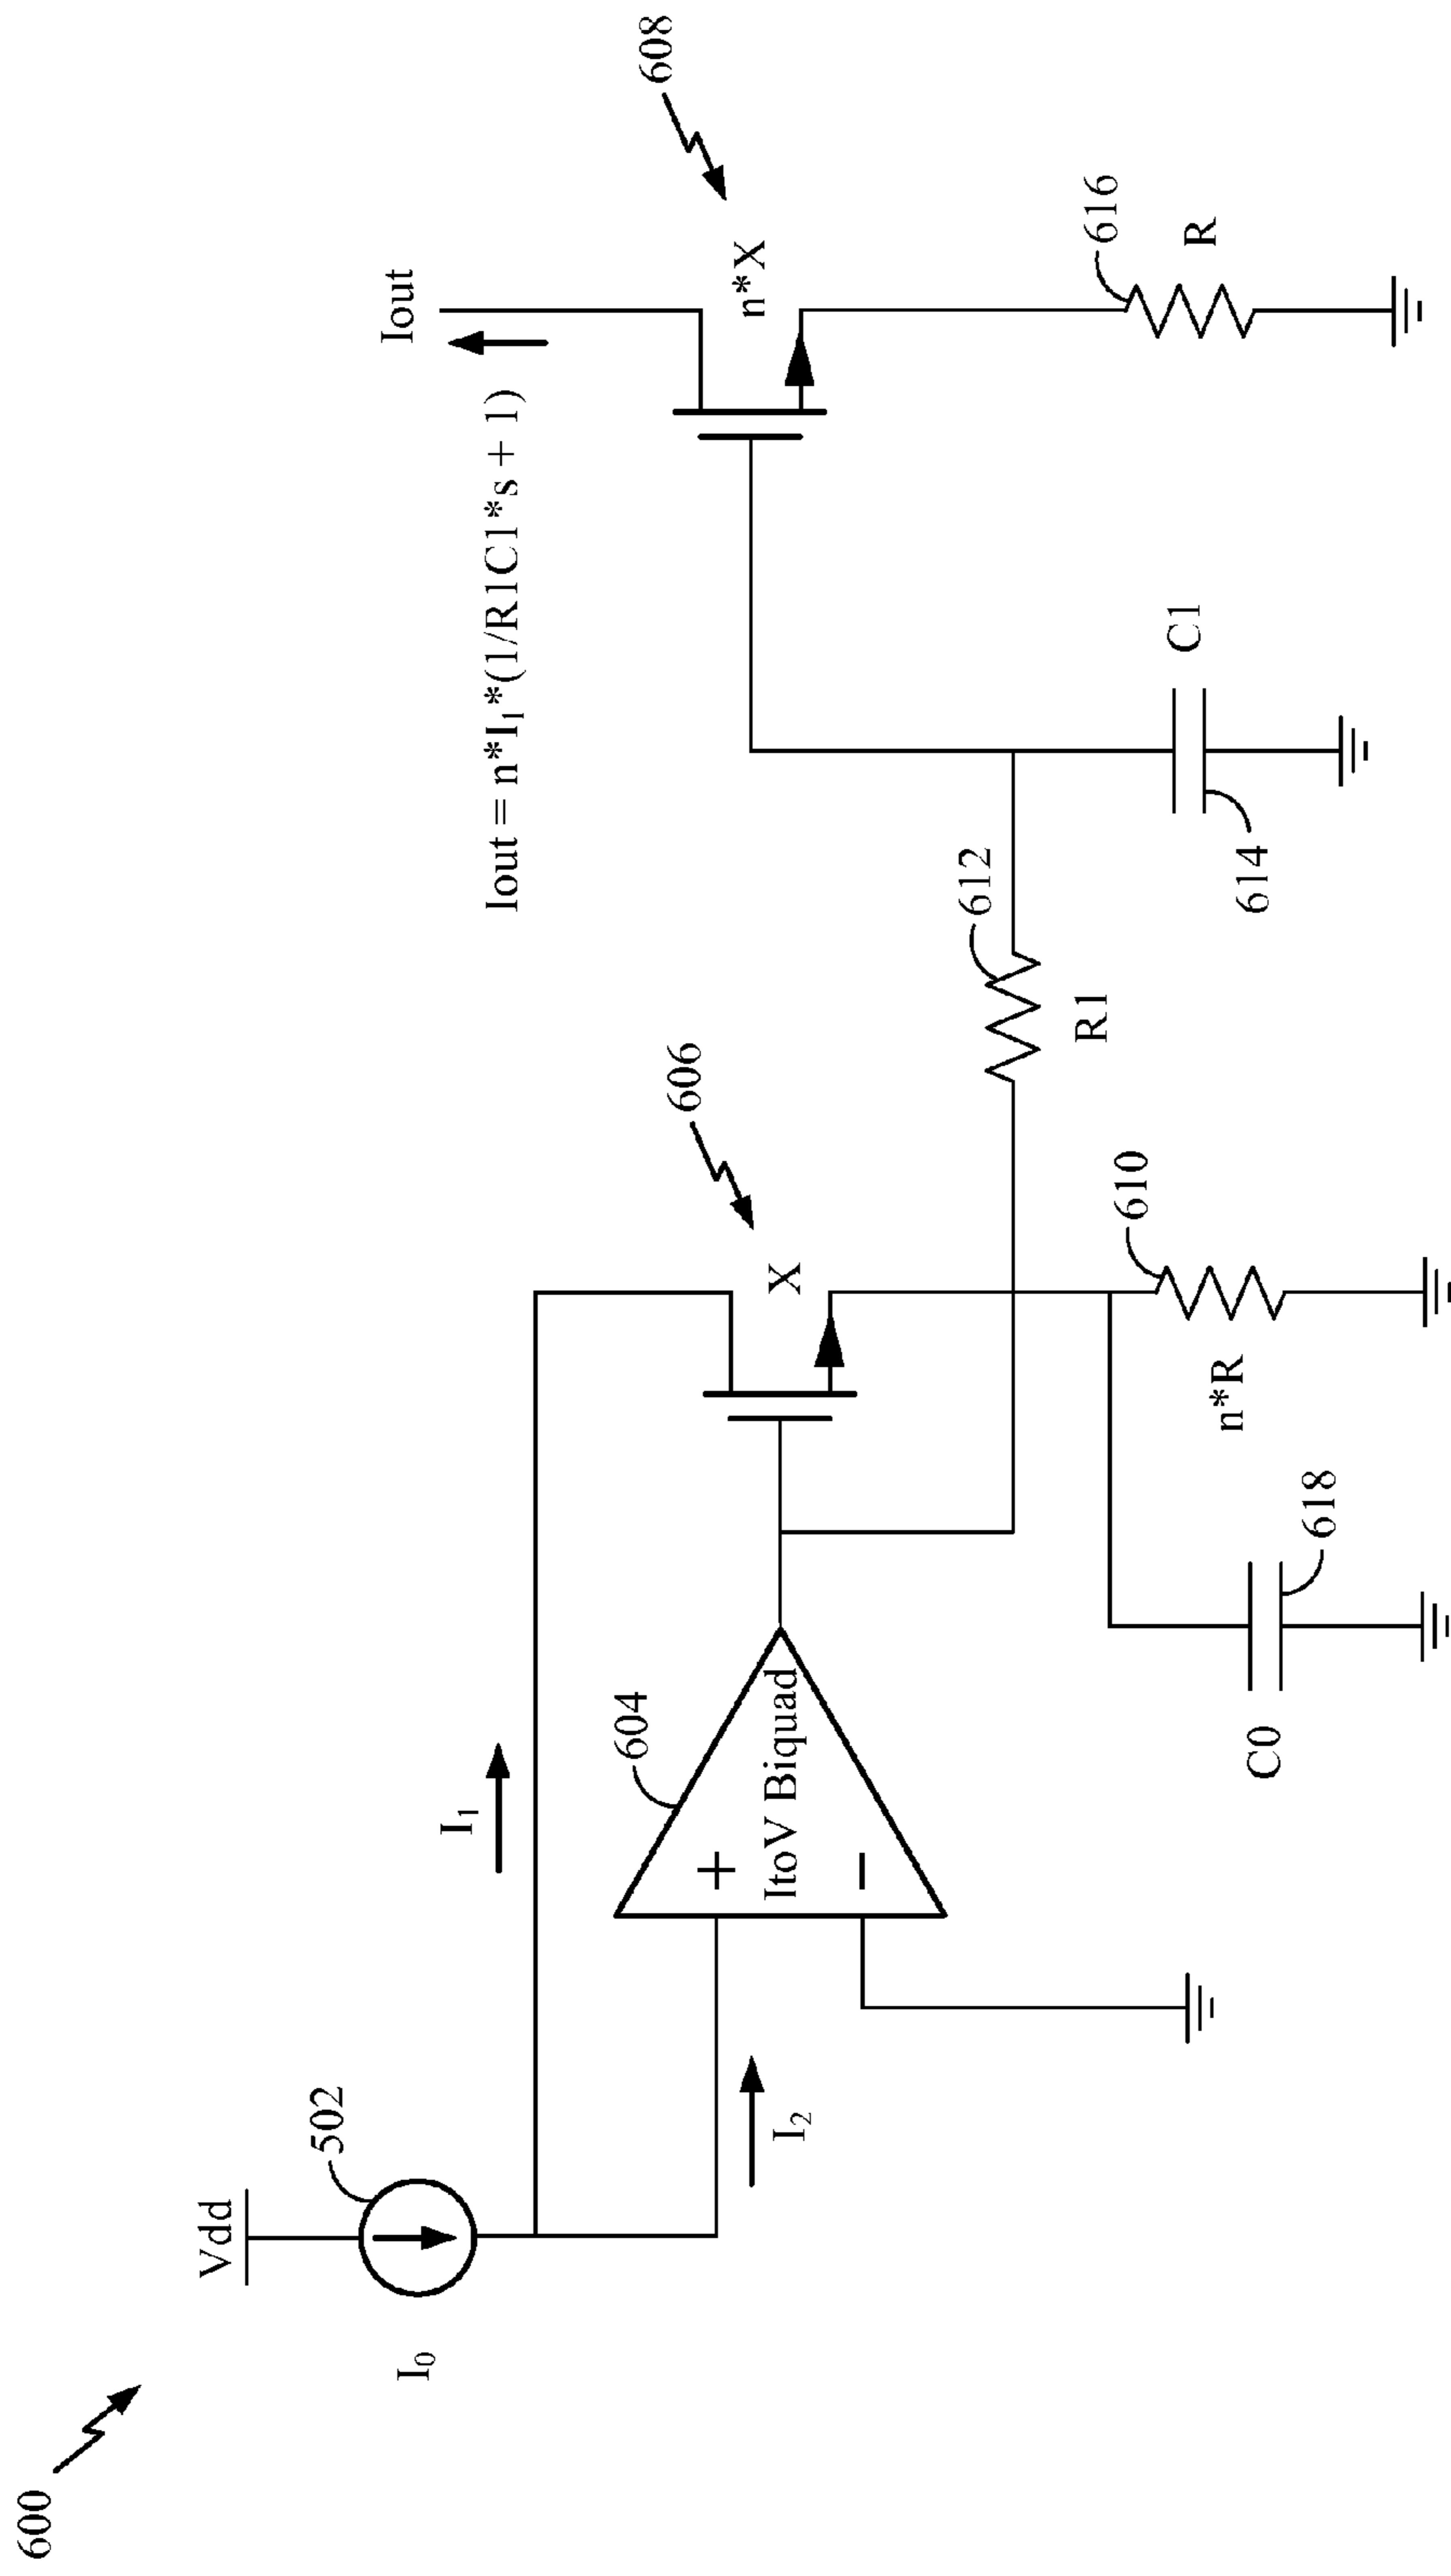 600
I₀
Vdd
502
I₂
I₁
604
+
ItoV Biquad
−
C0
618
n*R
610
X
606
R1
612
614
C1
Iout = n*I₁*(1/R1C1*s + 1)
Iout
n*X
608
616
R